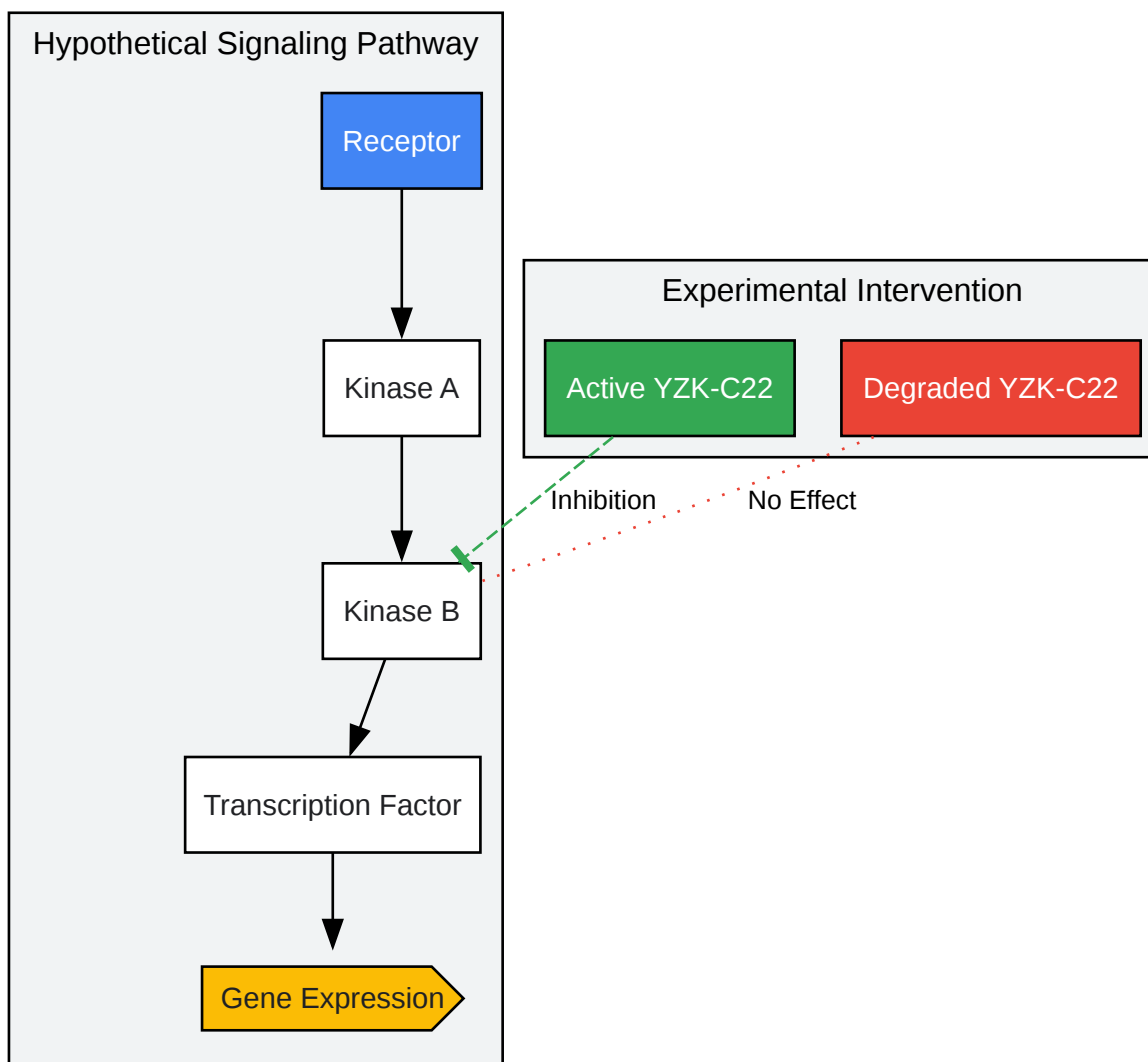 Hypothetical Signaling Pathway
Receptor
Experimental Intervention
Kinase A
Active YZK-C22
Degraded YZK-C22
Inhibition
No Effect
Kinase B
Transcription Factor
Gene Expression